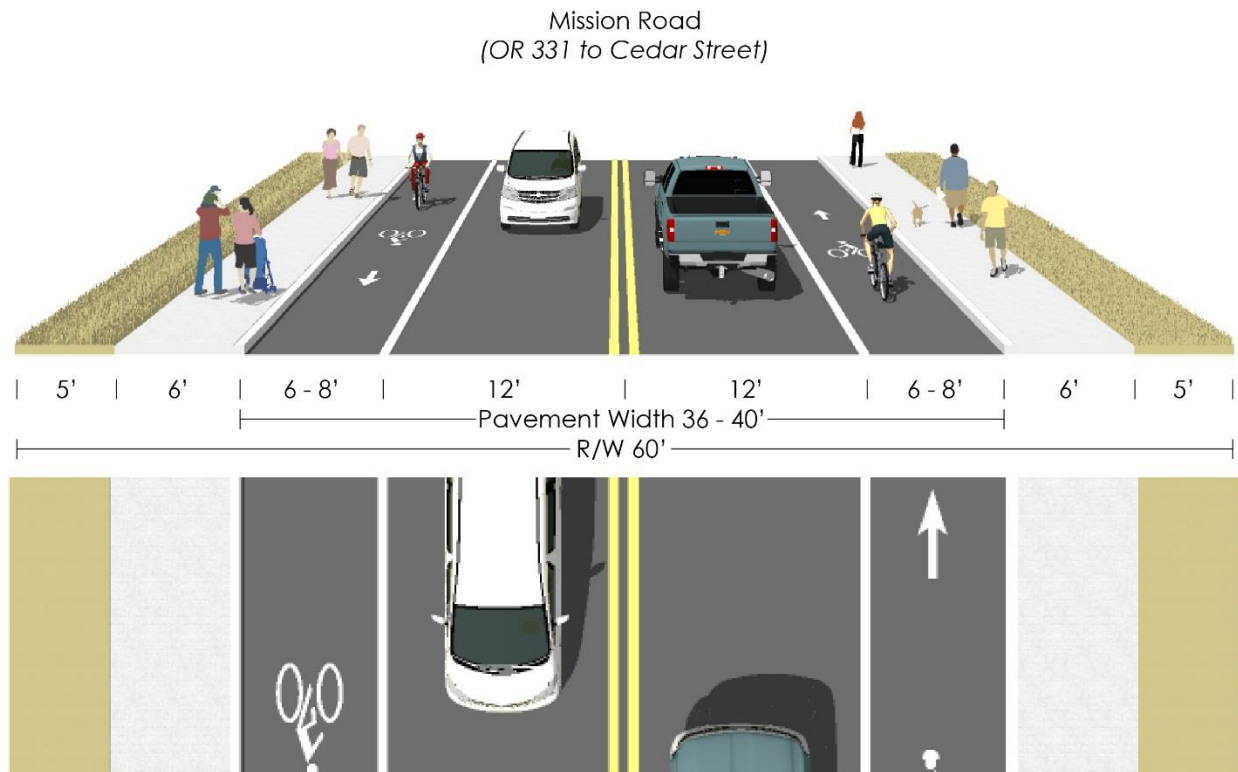 Mission Road
(OR 331 to Cedar Street)
5' 6' 6 - 8' 12' 12' 6 - 8' 6' 5'
Pavement Width 36 - 40'
R/W 60'